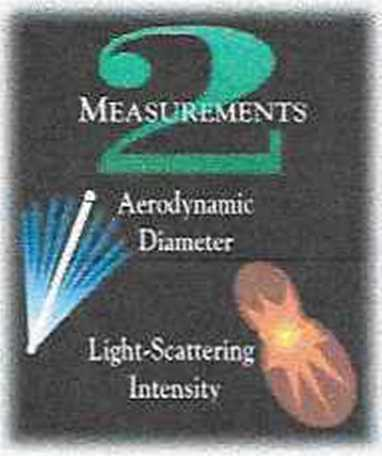 2
MEASUREMENTS
Aerodynamic
Diameter
Light-Scattering
Intensity